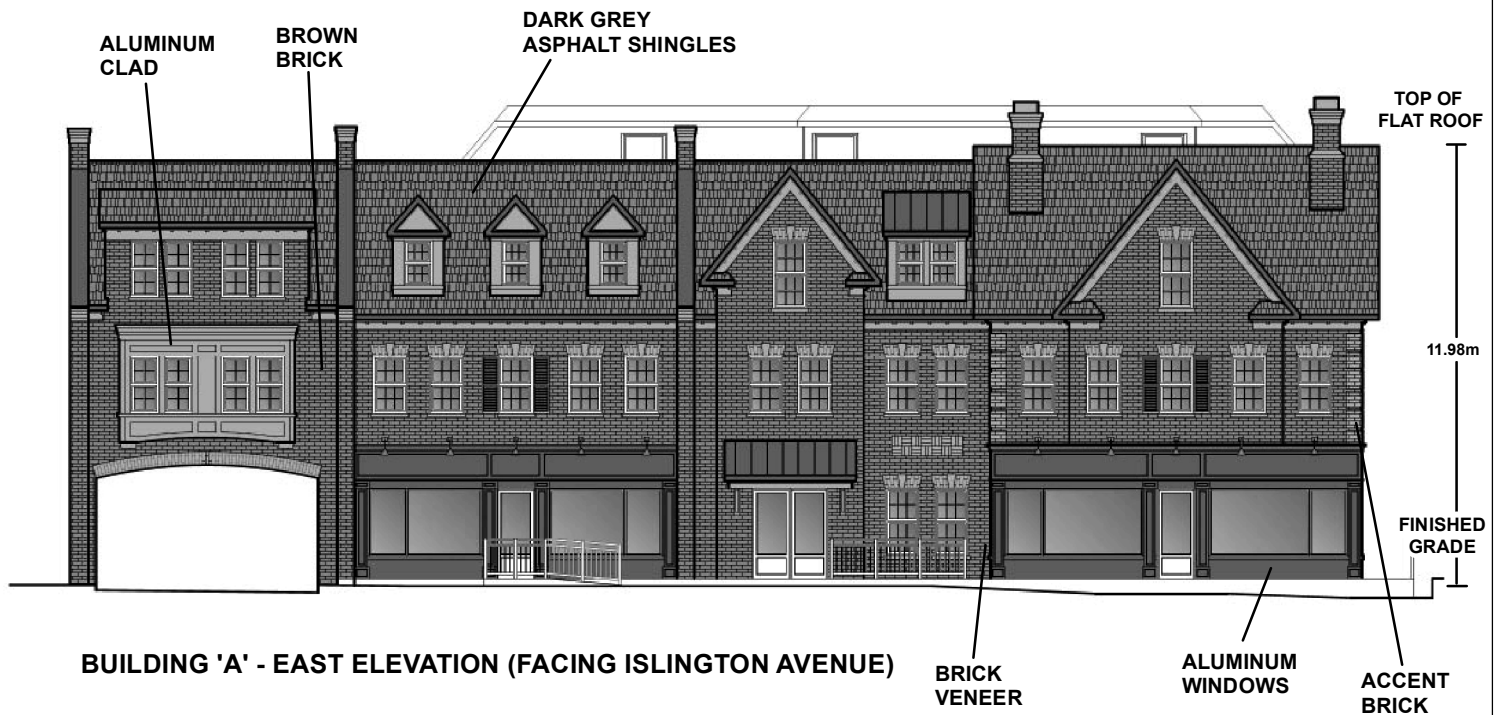 DARK GREY
ASPHALT SHINGLES
ALUMINUM
CLAD
BROWN
BRICK
TOP OF
FLAT ROOF
11.98m
FINISHED
GRADE
BUILDING 'A' - EAST ELEVATION (FACING ISLINGTON AVENUE)
BRICK
VENEER
ALUMINUM
WINDOWS
ACCENT
BRICK